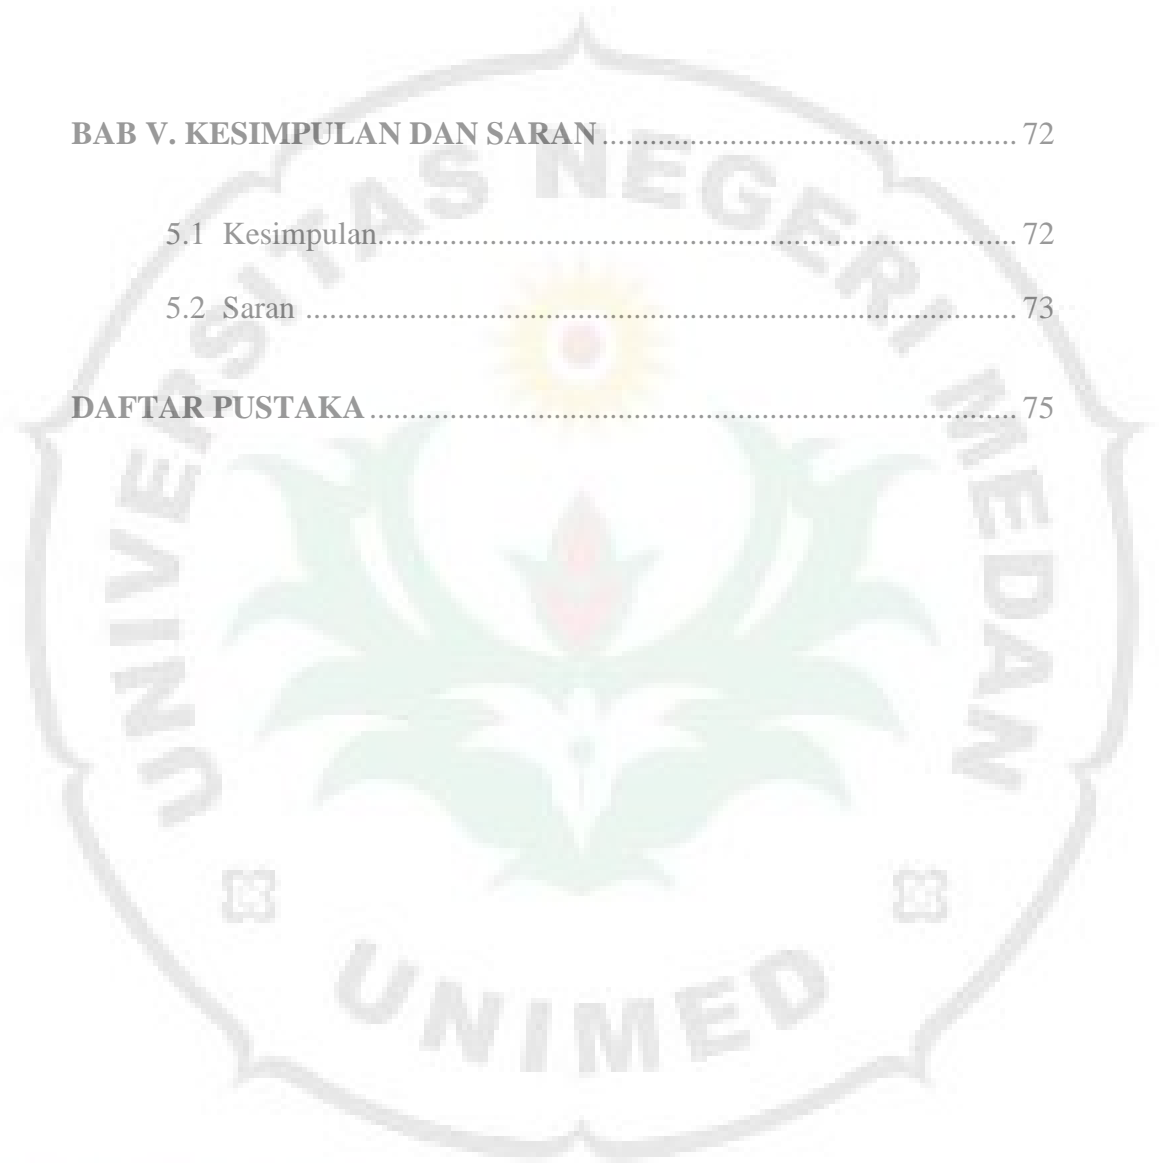 BAB V. KESIMPULAN DAN SARAN .................................................... 72
5.1 Kesimpulan................................................................................ 72
5.2 Saran ......................................................................................... 73
DAFTAR PUSTAKA ................................................................................. 75
UNIVERSITAS NEGERI MEDAN
UNIMED